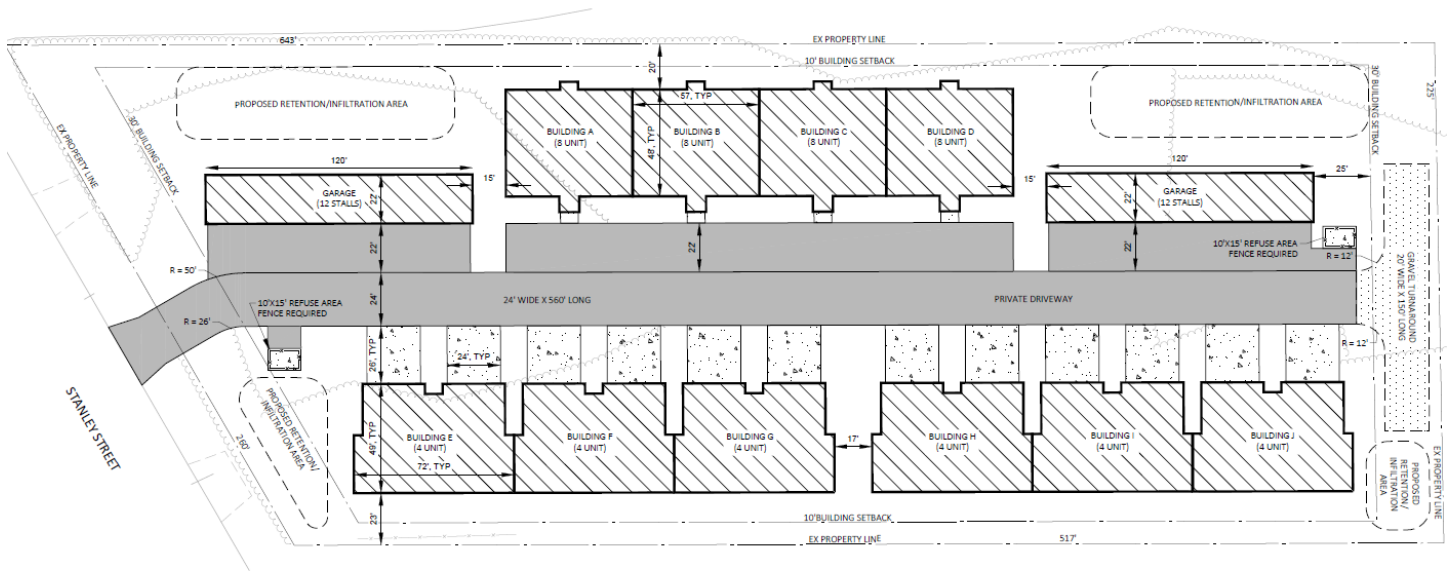 643'
EX PROPERTY LINE
10' BUILDING SETBACK
20'
30' BUILDING SETBACK
225'
PROPOSED RETENTION/INFILTRATION AREA
57', TYP
PROPOSED RETENTION/INFILTRATION AREA
EX PROPERTY LINE
30' BUILDING SETBACK
BUILDING A
(8 UNIT)
BUILDING B
(8 UNIT)
BUILDING C
(8 UNIT)
BUILDING D
(8 UNIT)
48', TYP
120'
15'
15'
120'
25'
GARAGE
(12 STALLS)
22'
GARAGE
(12 STALLS)
22'
22'
22'
22'
10'X15' REFUSE AREA
FENCE REQUIRED
R = 12'
R = 50'
24'
24' WIDE X 560' LONG
PRIVATE DRIVEWAY
GRAVEL TURNAROUND
20' WIDE X 150' LONG
10'X15' REFUSE AREA
FENCE REQUIRED
R = 26'
R = 12'
26', TYP
24', TYP
STANLEY STREET
260'
PROPOSED RETENTION/
INFILTRATION AREA
49', TYP
BUILDING E
(4 UNIT)
BUILDING F
(4 UNIT)
BUILDING G
(4 UNIT)
17'
BUILDING H
(4 UNIT)
BUILDING I
(4 UNIT)
BUILDING J
(4 UNIT)
72', TYP
PROPOSED
RETENTION/
INFILTRATION
AREA
EX PROPERTY LINE
23'
10'BUILDING SETBACK
EX PROPERTY LINE
517'